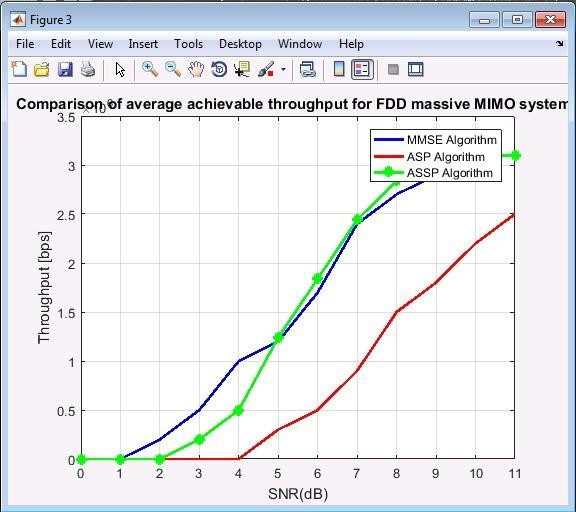 Figure 3
File Edit View Insert Tools Desktop Window Help
Comparison of average achievable throughput for FDD massive MIMO system
3.5
3
2.5
2
1.5
1
0.5
0
Throughput [bps]
MMSE Algorithm
ASP Algorithm
ASSP Algorithm
0 1 2 3 4 5 6 7 8 9 10 11
SNR(dB)